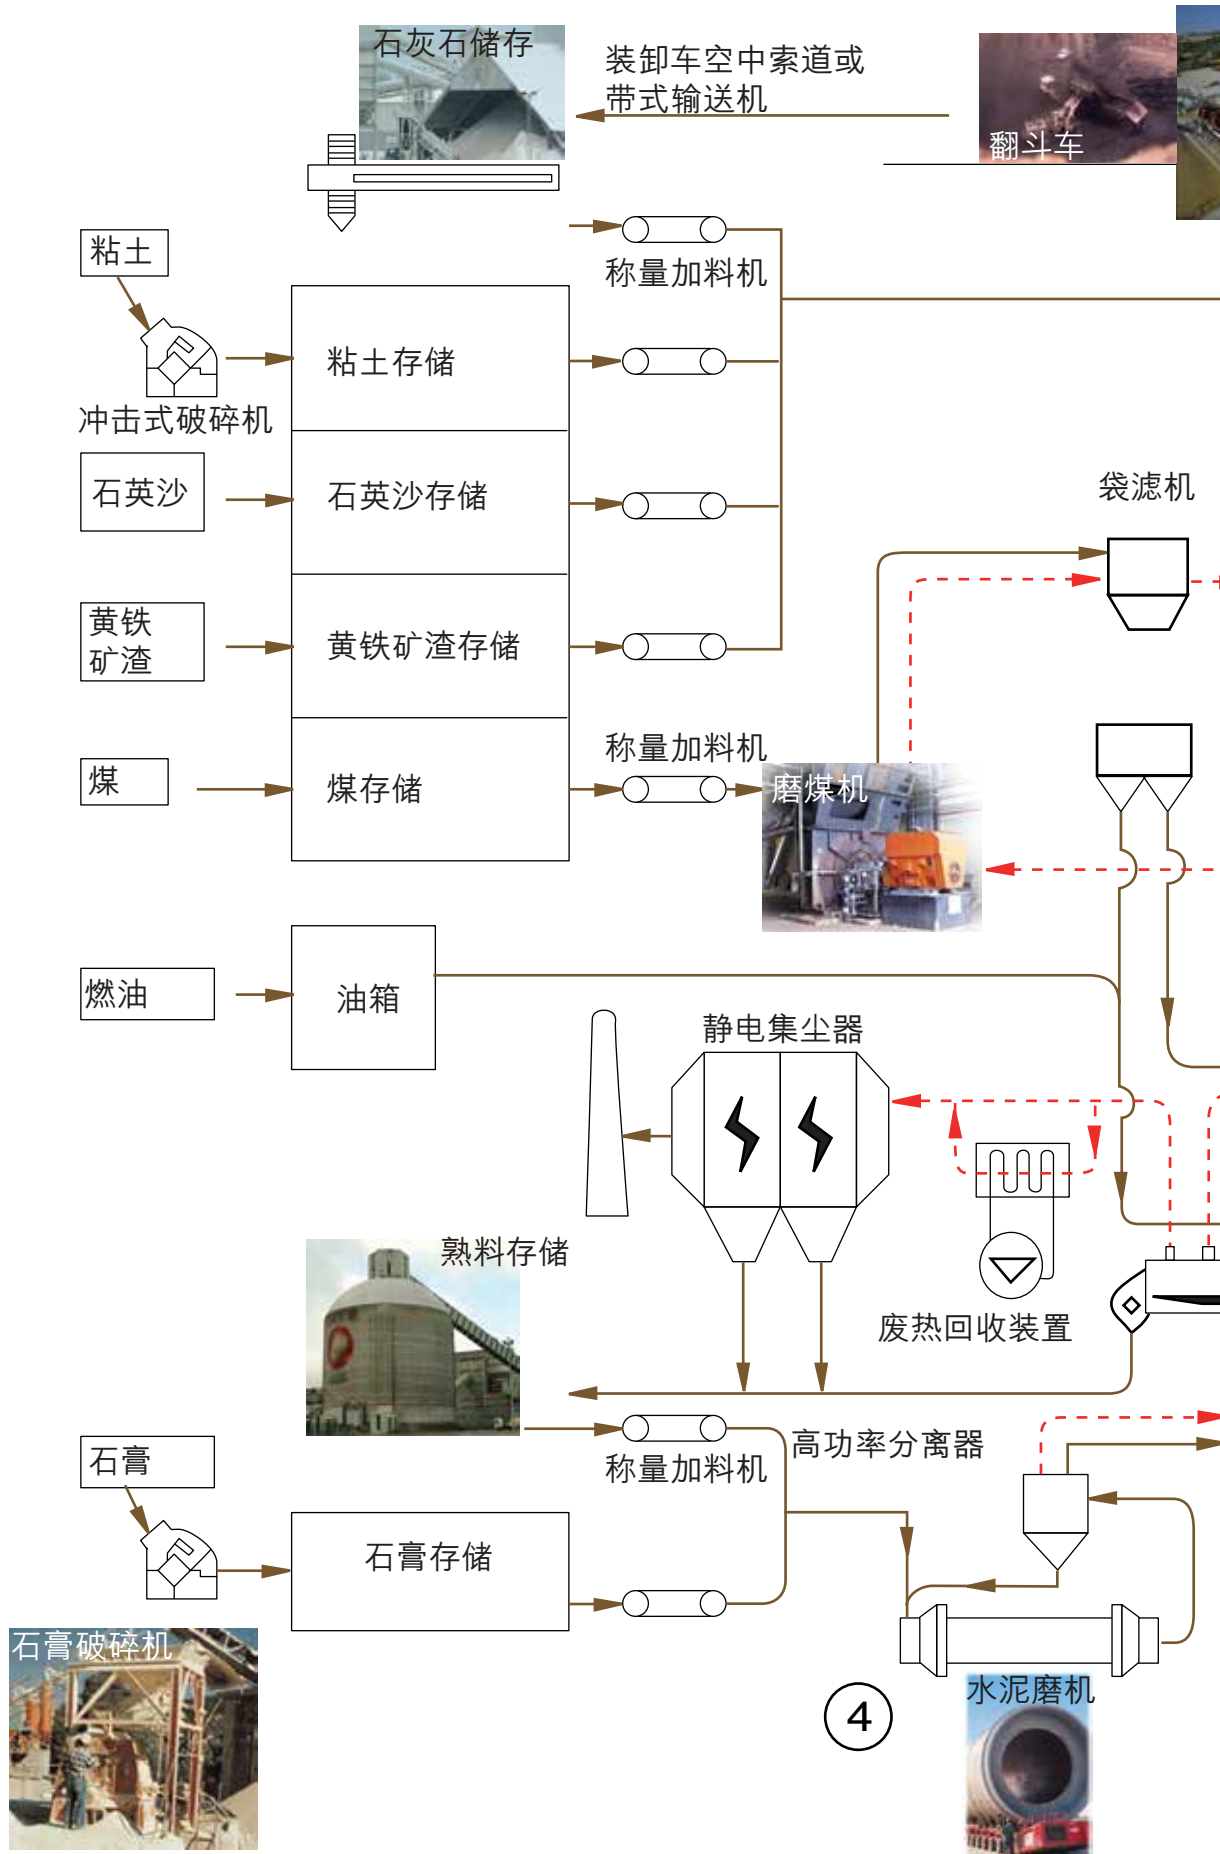 石灰石储存
装卸车空中索道或
带式输送机
翻斗车
粘土
称量加料机
粘土存储
冲击式破碎机
石英沙
石英沙存储
袋滤机
黄铁
矿渣
黄铁矿渣存储
称量加料机
煤
煤存储
磨煤机
燃油
油箱
静电集尘器
熟料存储
废热回收装置
石膏
称量加料机
高功率分离器
石膏存储
石膏破碎机
水泥磨机
4